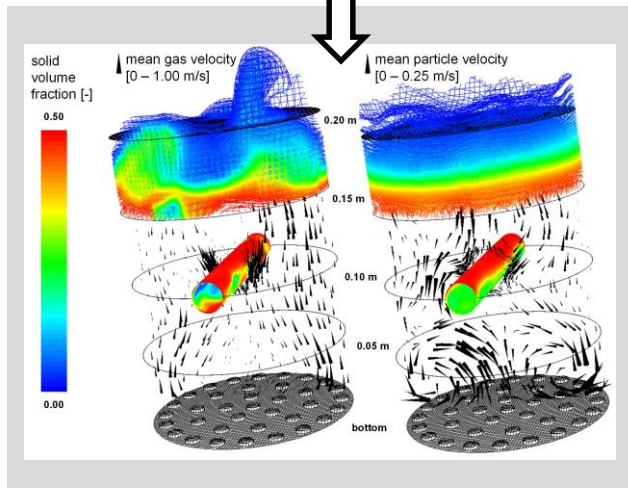 solid
volume
fraction [-]
0.50
0.00
mean gas velocity
[0 – 1.00 m/s]
mean particle velocity
[0 – 0.25 m/s]
0.20 m
0.15 m
0.10 m
0.05 m
bottom